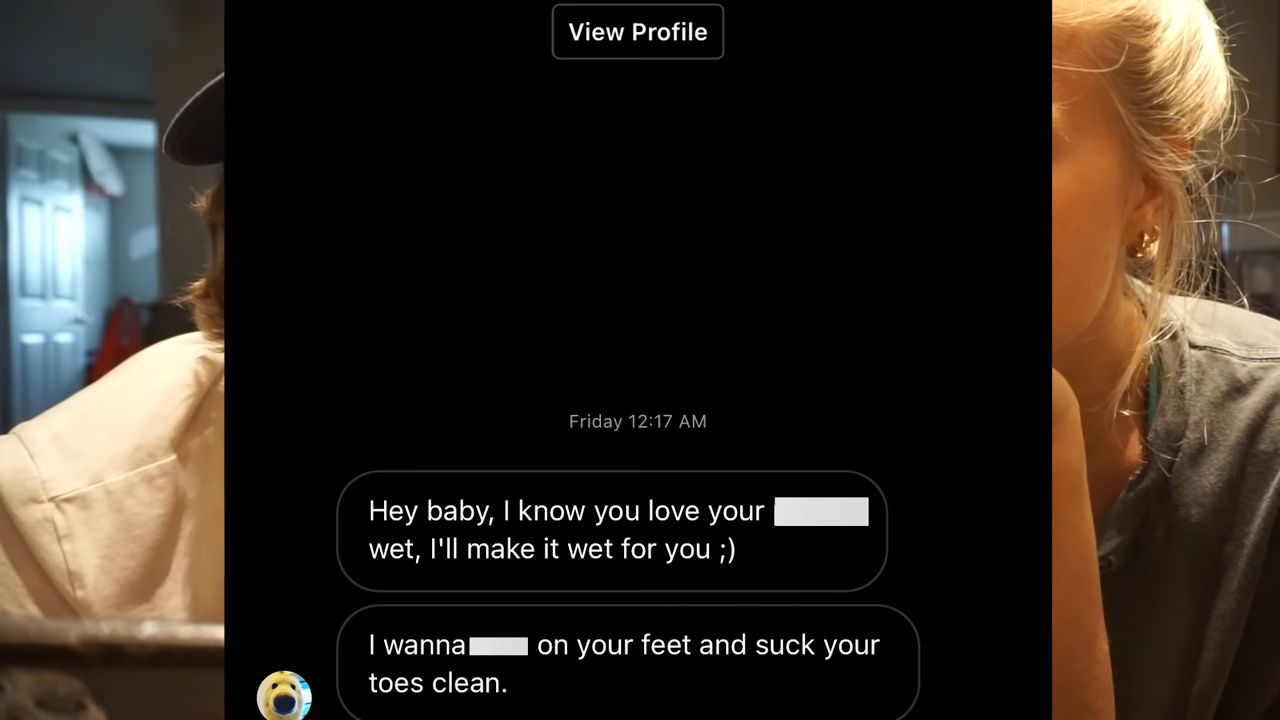 View Profile
Friday 12:17 AM
Hey baby, I know you love your
wet, I'll make it wet for you ;)
I wanna on your feet and suck your
toes clean.